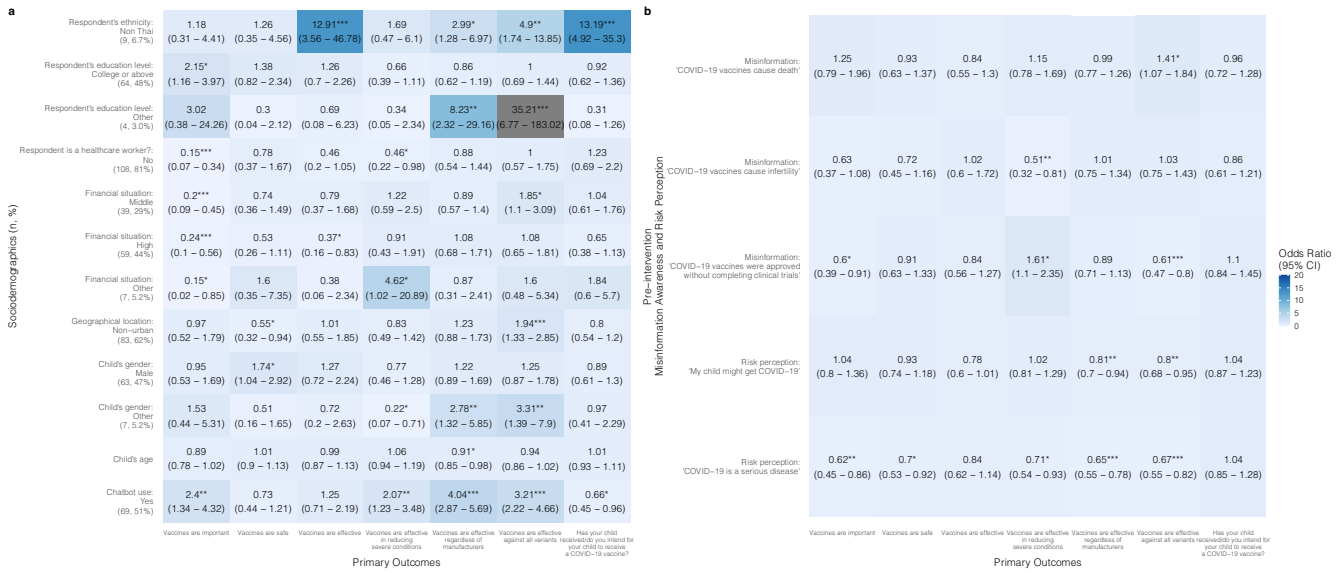 a
Sociodemographics (n, %)
Respondent's ethnicity:
Non Thai
(9, 6.7%)
1.18
(0.31 – 4.41)
1.26
(0.35 – 4.56)
12.91***
(3.56 – 46.78)
1.69
(0.47 – 6.1)
2.99*
(1.28 – 6.97)
4.9**
(1.74 – 13.85)
13.19***
(4.92 – 35.3)
Respondent's education level:
College or above
(64, 48%)
2.15*
(1.16 – 3.97)
1.38
(0.82 – 2.34)
1.26
(0.7 – 2.26)
0.66
(0.39 – 1.11)
0.86
(0.62 – 1.19)
1
(0.69 – 1.44)
0.92
(0.62 – 1.36)
Respondent's education level:
Other
(4, 3.0%)
3.02
(0.38 – 24.26)
0.3
(0.04 – 2.12)
0.69
(0.08 – 6.23)
0.34
(0.05 – 2.34)
8.23**
(2.32 – 29.16)
35.21***
(6.77 – 183.02)
0.31
(0.08 – 1.26)
Respondent is a healthcare worker?:
No
(108, 81%)
0.15***
(0.07 – 0.34)
0.78
(0.37 – 1.67)
0.46
(0.2 – 1.05)
0.46*
(0.22 – 0.98)
0.88
(0.54 – 1.44)
1
(0.57 – 1.75)
1.23
(0.69 – 2.2)
Financial situation:
Middle
(39, 29%)
0.2***
(0.09 – 0.45)
0.74
(0.36 – 1.49)
0.79
(0.37 – 1.68)
1.22
(0.59 – 2.5)
0.89
(0.57 – 1.4)
1.85*
(1.1 – 3.09)
1.04
(0.61 – 1.76)
Financial situation:
High
(59, 44%)
0.24***
(0.1 – 0.56)
0.53
(0.26 – 1.11)
0.37*
(0.16 – 0.83)
0.91
(0.43 – 1.91)
1.08
(0.68 – 1.71)
1.08
(0.65 – 1.81)
0.65
(0.38 – 1.13)
Financial situation:
Other
(7, 5.2%)
0.15*
(0.02 – 0.85)
1.6
(0.35 – 7.35)
0.38
(0.06 – 2.34)
4.62*
(1.02 – 20.89)
0.87
(0.31 – 2.41)
1.6
(0.48 – 5.34)
1.84
(0.6 – 5.7)
Geographical location:
Non–urban
(83, 62%)
0.97
(0.52 – 1.79)
0.55*
(0.32 – 0.94)
1.01
(0.55 – 1.85)
0.83
(0.49 – 1.42)
1.23
(0.88 – 1.73)
1.94***
(1.33 – 2.85)
0.8
(0.54 – 1.2)
Child's gender:
Male
(63, 47%)
0.95
(0.53 – 1.69)
1.74*
(1.04 – 2.92)
1.27
(0.72 – 2.24)
0.77
(0.46 – 1.28)
1.22
(0.89 – 1.69)
1.25
(0.87 – 1.78)
0.89
(0.61 – 1.3)
Child's gender:
Other
(7, 5.2%)
1.53
(0.44 – 5.31)
0.51
(0.16 – 1.65)
0.72
(0.2 – 2.63)
0.22*
(0.07 – 0.71)
2.78**
(1.32 – 5.85)
3.31**
(1.39 – 7.9)
0.97
(0.41 – 2.29)
Child's age
0.89
(0.78 – 1.02)
1.01
(0.9 – 1.13)
0.99
(0.87 – 1.13)
1.06
(0.94 – 1.19)
0.91*
(0.85 – 0.98)
0.94
(0.86 – 1.02)
1.01
(0.93 – 1.11)
Chatbot use:
Yes
(69, 51%)
2.4**
(1.34 – 4.32)
0.73
(0.44 – 1.21)
1.25
(0.71 – 2.19)
2.07**
(1.23 – 3.48)
4.04***
(2.87 – 5.69)
3.21***
(2.22 – 4.66)
0.66*
(0.45 – 0.96)
Vaccines are important
Vaccines are safe
Vaccines are effective
Vaccines are effective
in reducing
severe conditions
Vaccines are effective
regardless of
manufacturers
Vaccines are effective
against all variants
Has your child
received/do you intend for
your child to receive
a COVID–19 vaccine?
Primary Outcomes
b
Pre–intervention
Misinformation Awareness and Risk Perception
Misinformation:
'COVID–19 vaccines cause death'
1.25
(0.79 – 1.96)
0.93
(0.63 – 1.37)
0.84
(0.55 – 1.3)
1.15
(0.78 – 1.69)
0.99
(0.77 – 1.26)
1.41*
(1.07 – 1.84)
0.96
(0.72 – 1.28)
Misinformation:
'COVID–19 vaccines cause infertility'
0.63
(0.37 – 1.08)
0.72
(0.45 – 1.16)
1.02
(0.6 – 1.72)
0.51**
(0.32 – 0.81)
1.01
(0.75 – 1.34)
1.03
(0.75 – 1.43)
0.86
(0.61 – 1.21)
Misinformation:
'COVID–19 vaccines were approved
without completing clinical trials'
0.6*
(0.39 – 0.91)
0.91
(0.63 – 1.33)
0.84
(0.56 – 1.27)
1.61*
(1.1 – 2.35)
0.89
(0.71 – 1.13)
0.61***
(0.47 – 0.8)
1.1
(0.84 – 1.45)
Risk perception:
'My child might get COVID–19'
1.04
(0.8 – 1.36)
0.93
(0.74 – 1.18)
0.78
(0.6 – 1.01)
1.02
(0.81 – 1.29)
0.81**
(0.7 – 0.94)
0.8**
(0.68 – 0.95)
1.04
(0.87 – 1.23)
Risk perception:
'COVID–19 is a serious disease'
0.62**
(0.45 – 0.86)
0.7*
(0.53 – 0.92)
0.84
(0.62 – 1.14)
0.71*
(0.54 – 0.93)
0.65***
(0.55 – 0.78)
0.67***
(0.55 – 0.82)
1.04
(0.85 – 1.28)
Vaccines are important
Vaccines are safe
Vaccines are effective
Vaccines are effective
in reducing
severe conditions
Vaccines are effective
regardless of
manufacturers
Vaccines are effective
against all variants
Has your child
received/do you intend for
your child to receive
a COVID–19 vaccine?
Primary Outcomes
Odds Ratio
(95% CI)
20
15
10
5
0